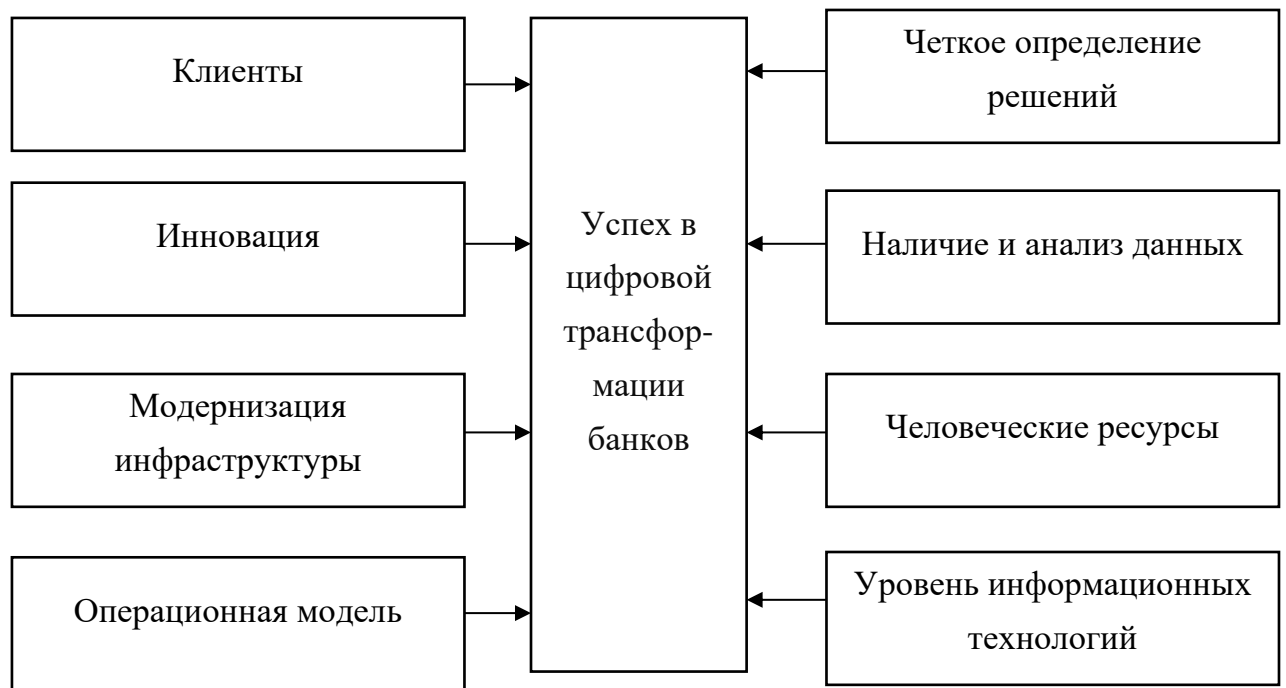 Клиенты
Инновация
Модернизация
инфраструктуры
Операционная модель
Успех в
цифровой
трансфор-
мации
банков
Четкое определение
решений
Наличие и анализ данных
Человеческие ресурсы
Уровень информационных
технологий